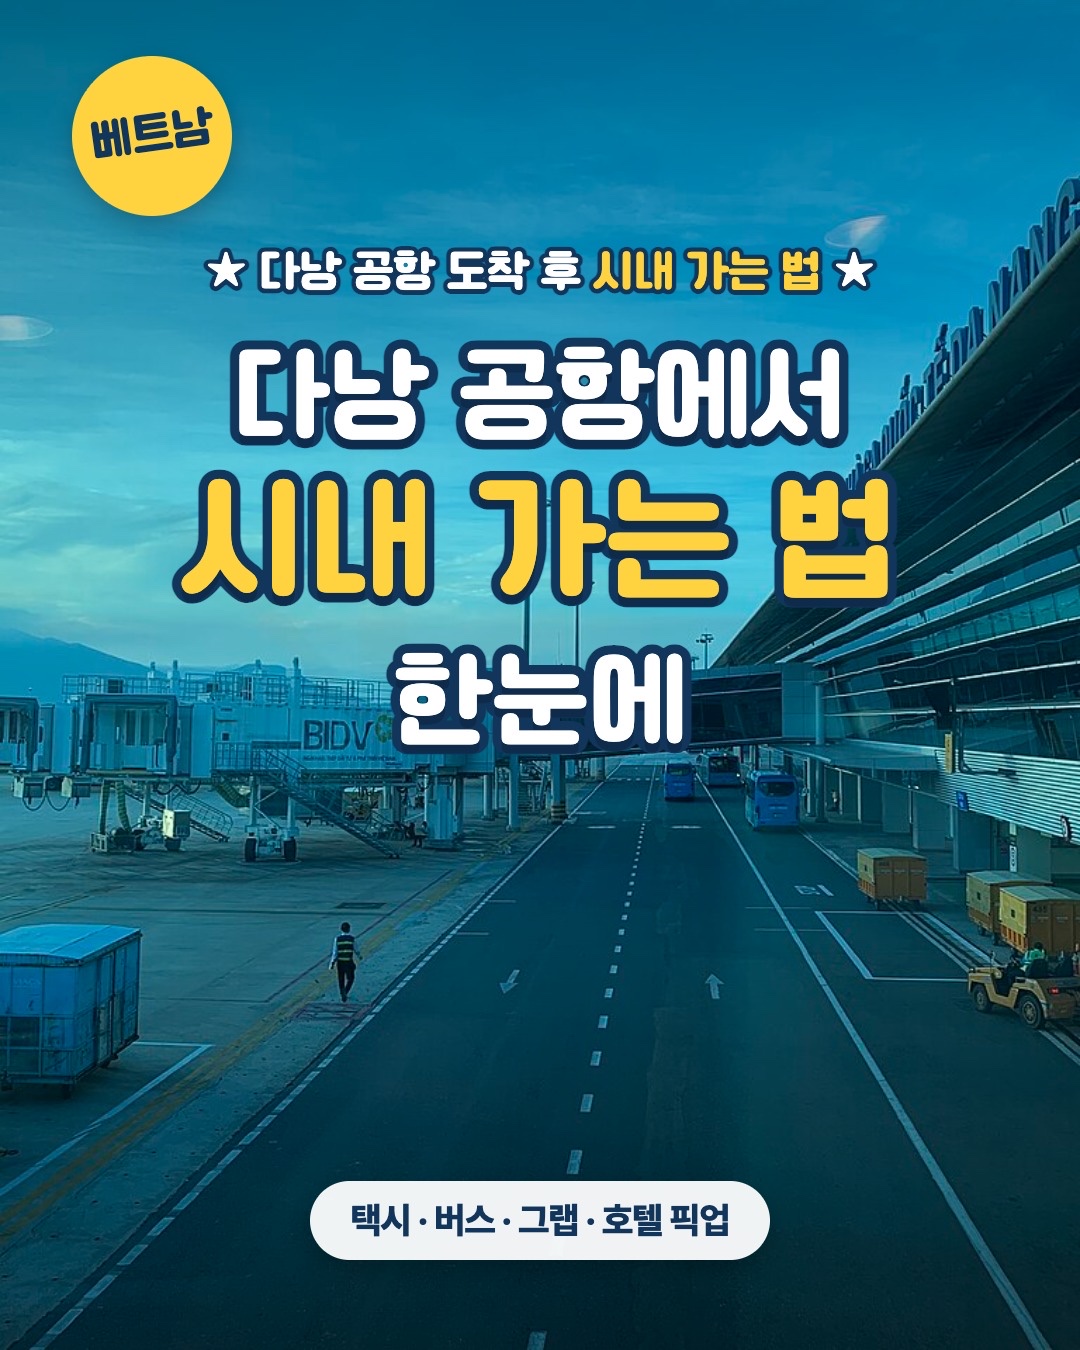 베트남
★ 다낭 공항 도착 후 시내 가는 법 ★
다낭 공항에서
시내 가는 법
한눈에
BIDV
택시 · 버스 · 그랩 · 호텔 픽업